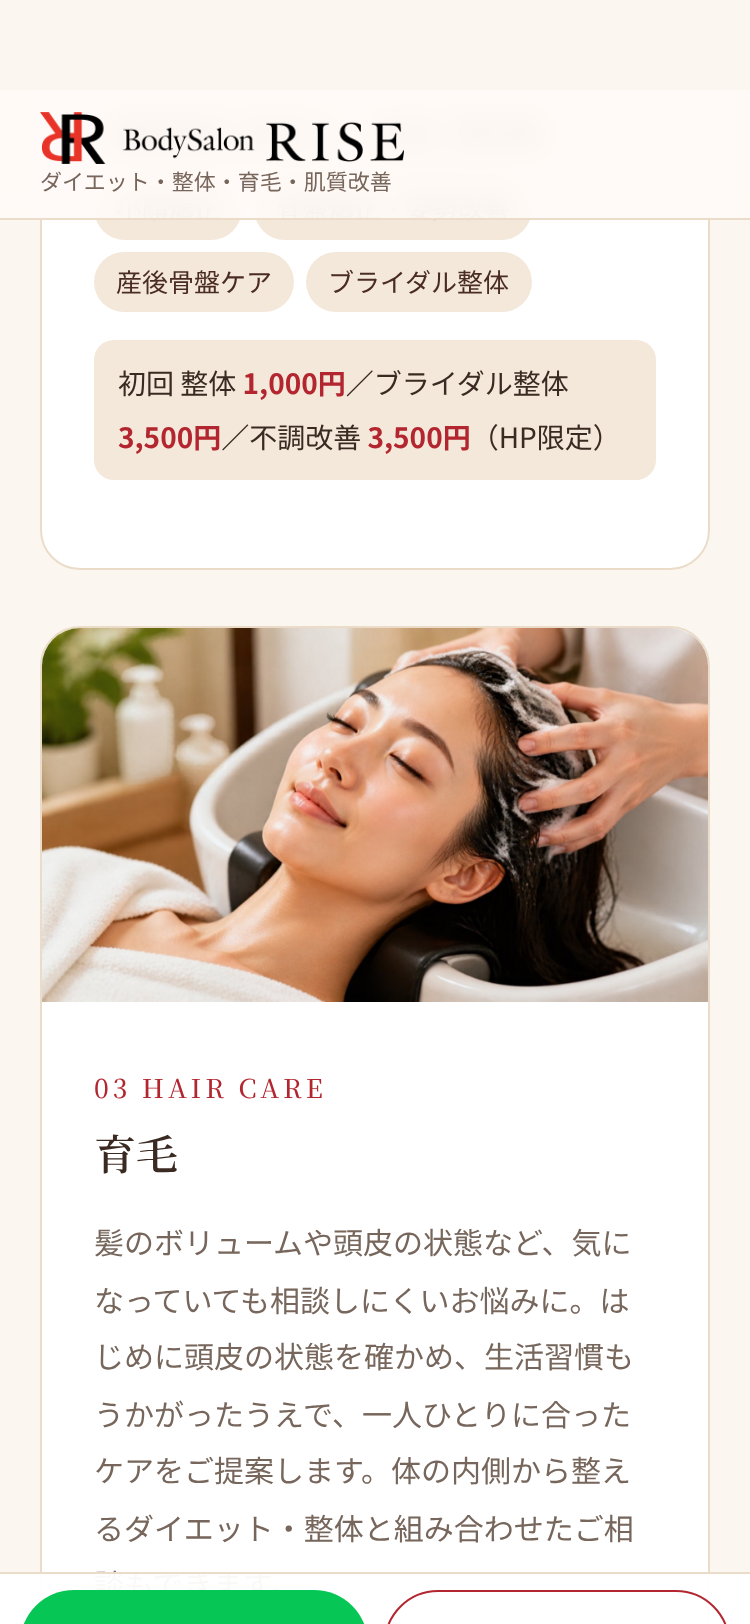 RR BodySalon RISE
ダイエット・整体・育毛・肌質改善
産後骨盤ケア
ブライダル整体
初回 整体 1,000円／ブライダル整体
3,500円／不調改善 3,500円（HP限定）
03 HAIR CARE
育毛
髪のボリュームや頭皮の状態など、気に
なっていても相談しにくいお悩みに。は
じめに頭皮の状態を確かめ、生活習慣も
うかがったうえで、一人ひとりに合った
ケアをご提案します。体の内側から整え
るダイエット・整体と組み合わせたご相
談もできます。